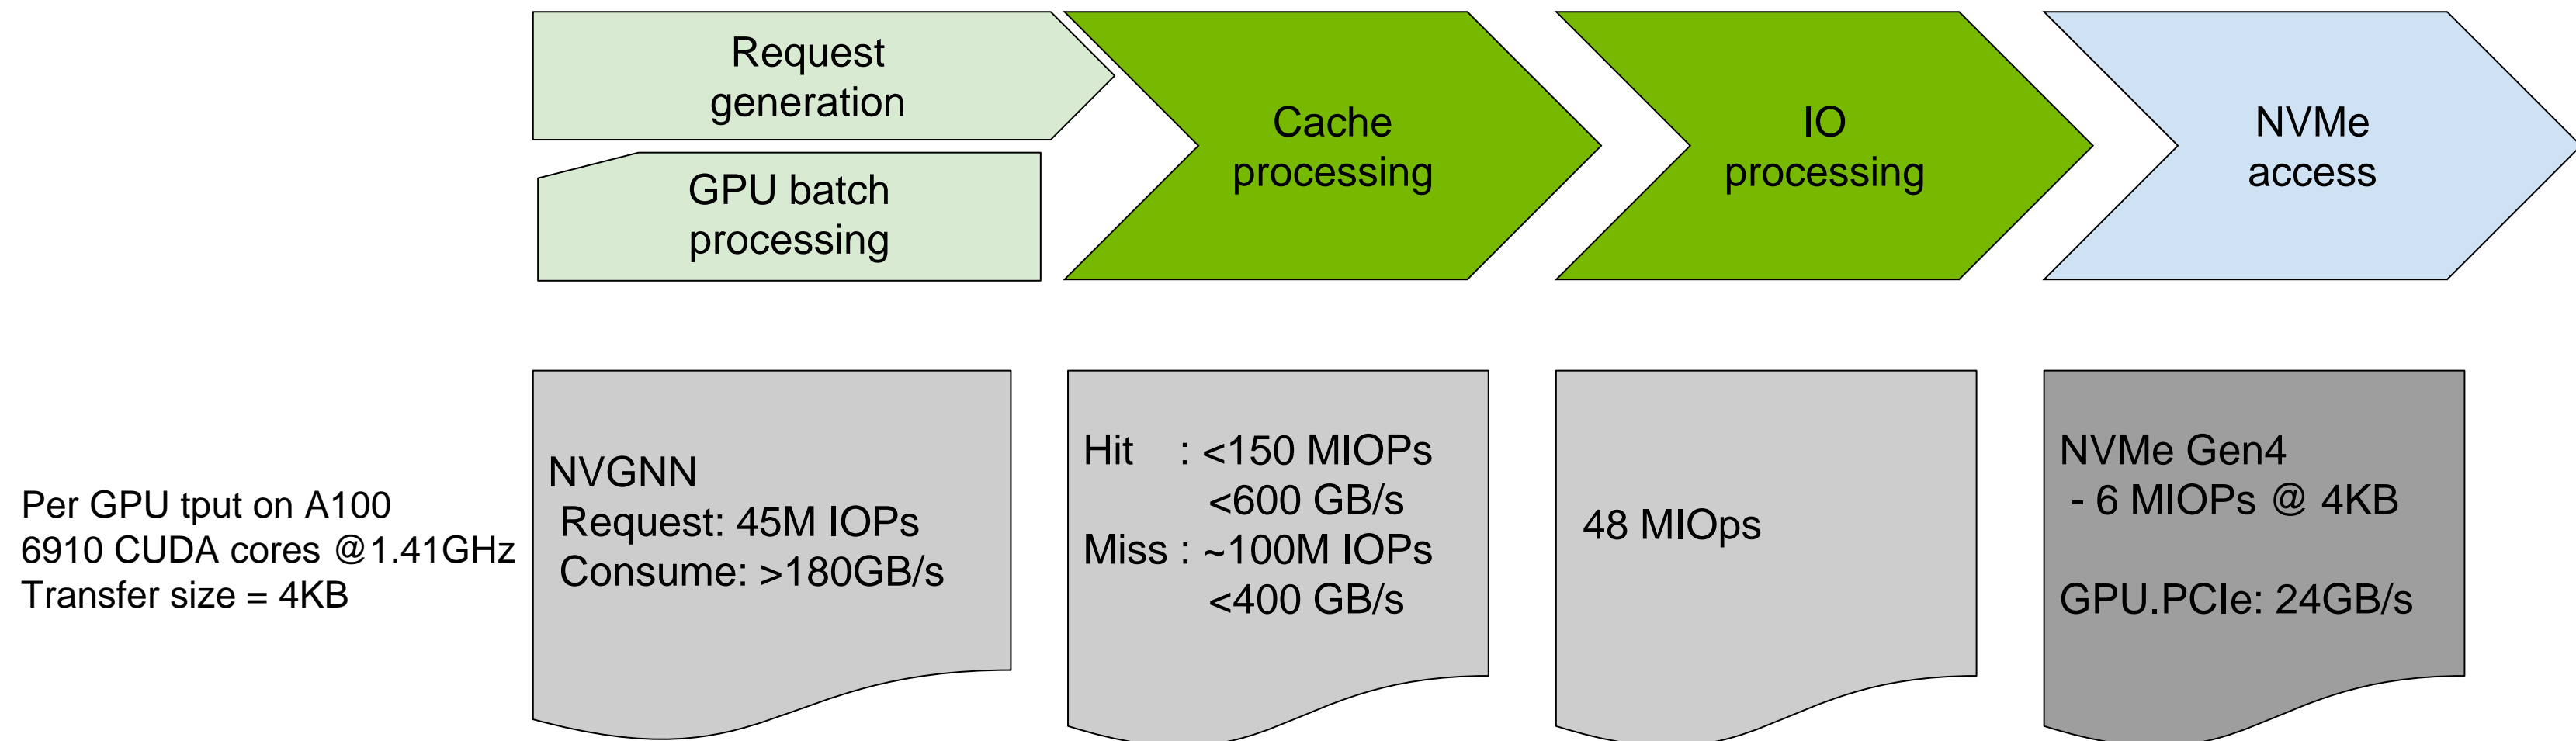 Request
generation
GPU batch
processing
Cache
processing
IO
processing
NVMe
access
Per GPU tput on A100
6910 CUDA cores @1.41GHz
Transfer size = 4KB
NVGNN
Request: 45M IOPs
Consume: >180GB/s
Hit : <150 MIOPs
<600 GB/s
Miss : ~100M IOPs
<400 GB/s
48 MIOps
NVMe Gen4
- 6 MIOPs @ 4KB
GPU.PCIe: 24GB/s